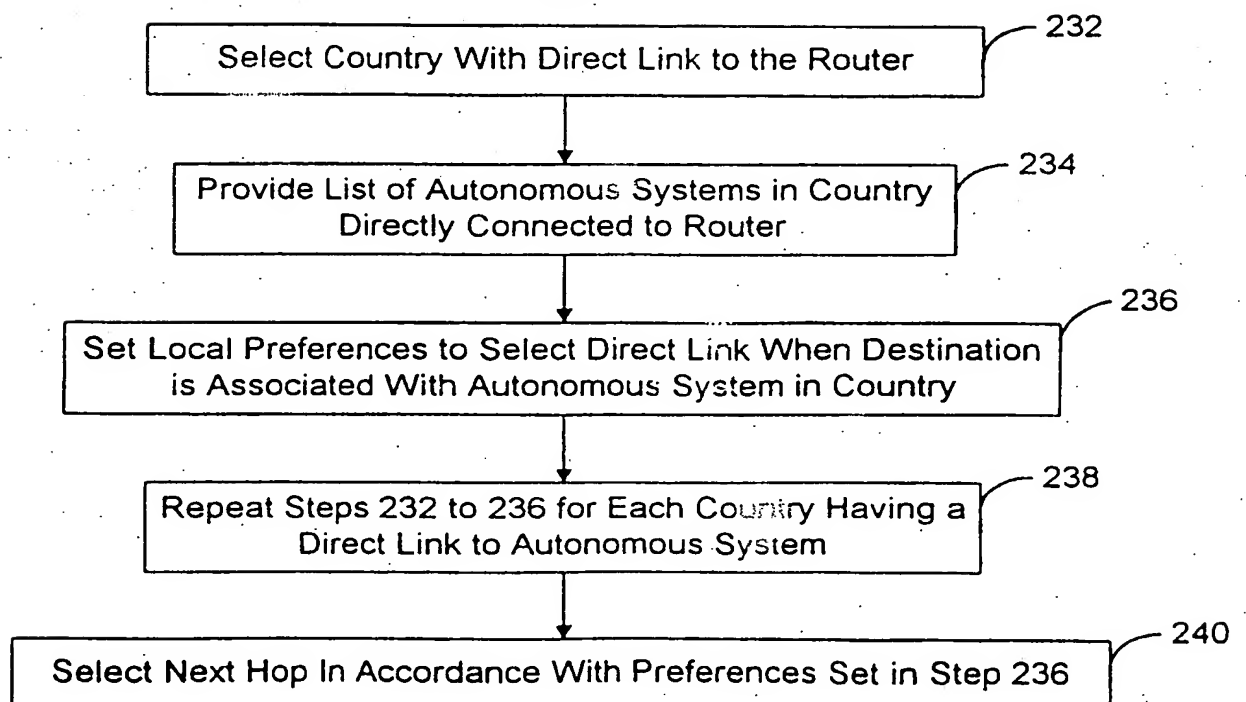 232
Select Country With Direct Link to the Router
234
Provide List of Autonomous Systems in Country
Directly Connected to Router
236
Set Local Preferences to Select Direct Link When Destination
is Associated With Autonomous System in Country
238
Repeat Steps 232 to 236 for Each Country Having a
Direct Link to Autonomous System
240
Select Next Hop In Accordance With Preferences Set in Step 236